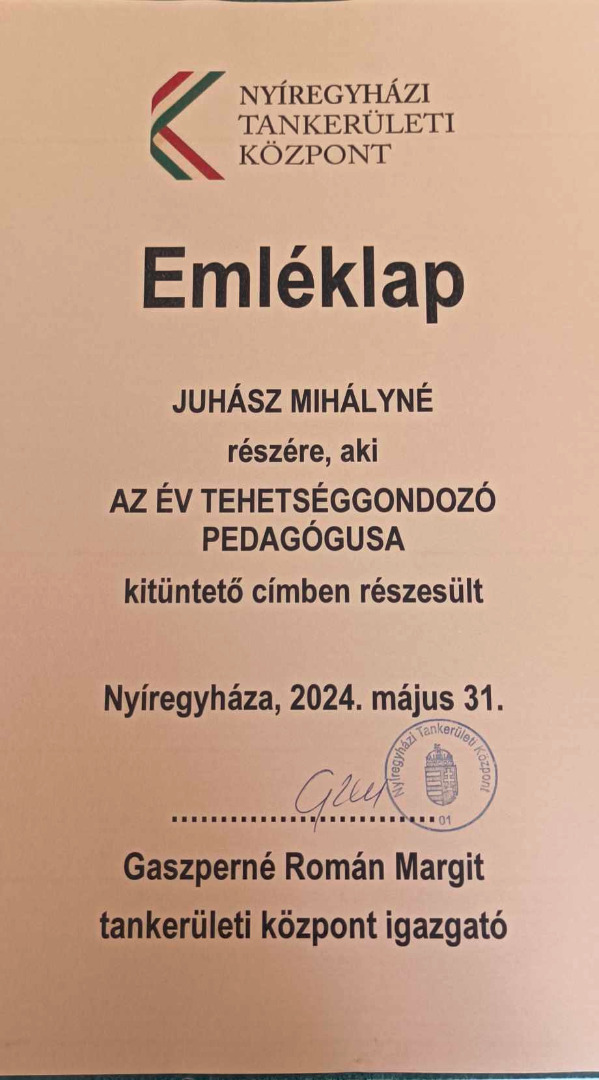 NYÍREGYHÁZI
TANKERÜLETI
KÖZPONT
Emléklap
JUHÁSZ MIHÁLYNÉ
részére, aki
AZ ÉV TEHETSÉGGONDOZÓ
PEDAGÓGUSA
kitüntető címben részesült
Nyíregyháza, 2024. május 31.
Nyíregyházi Tankerületi Központ
01
Gaszperné Román Margit
tankerületi központ igazgató